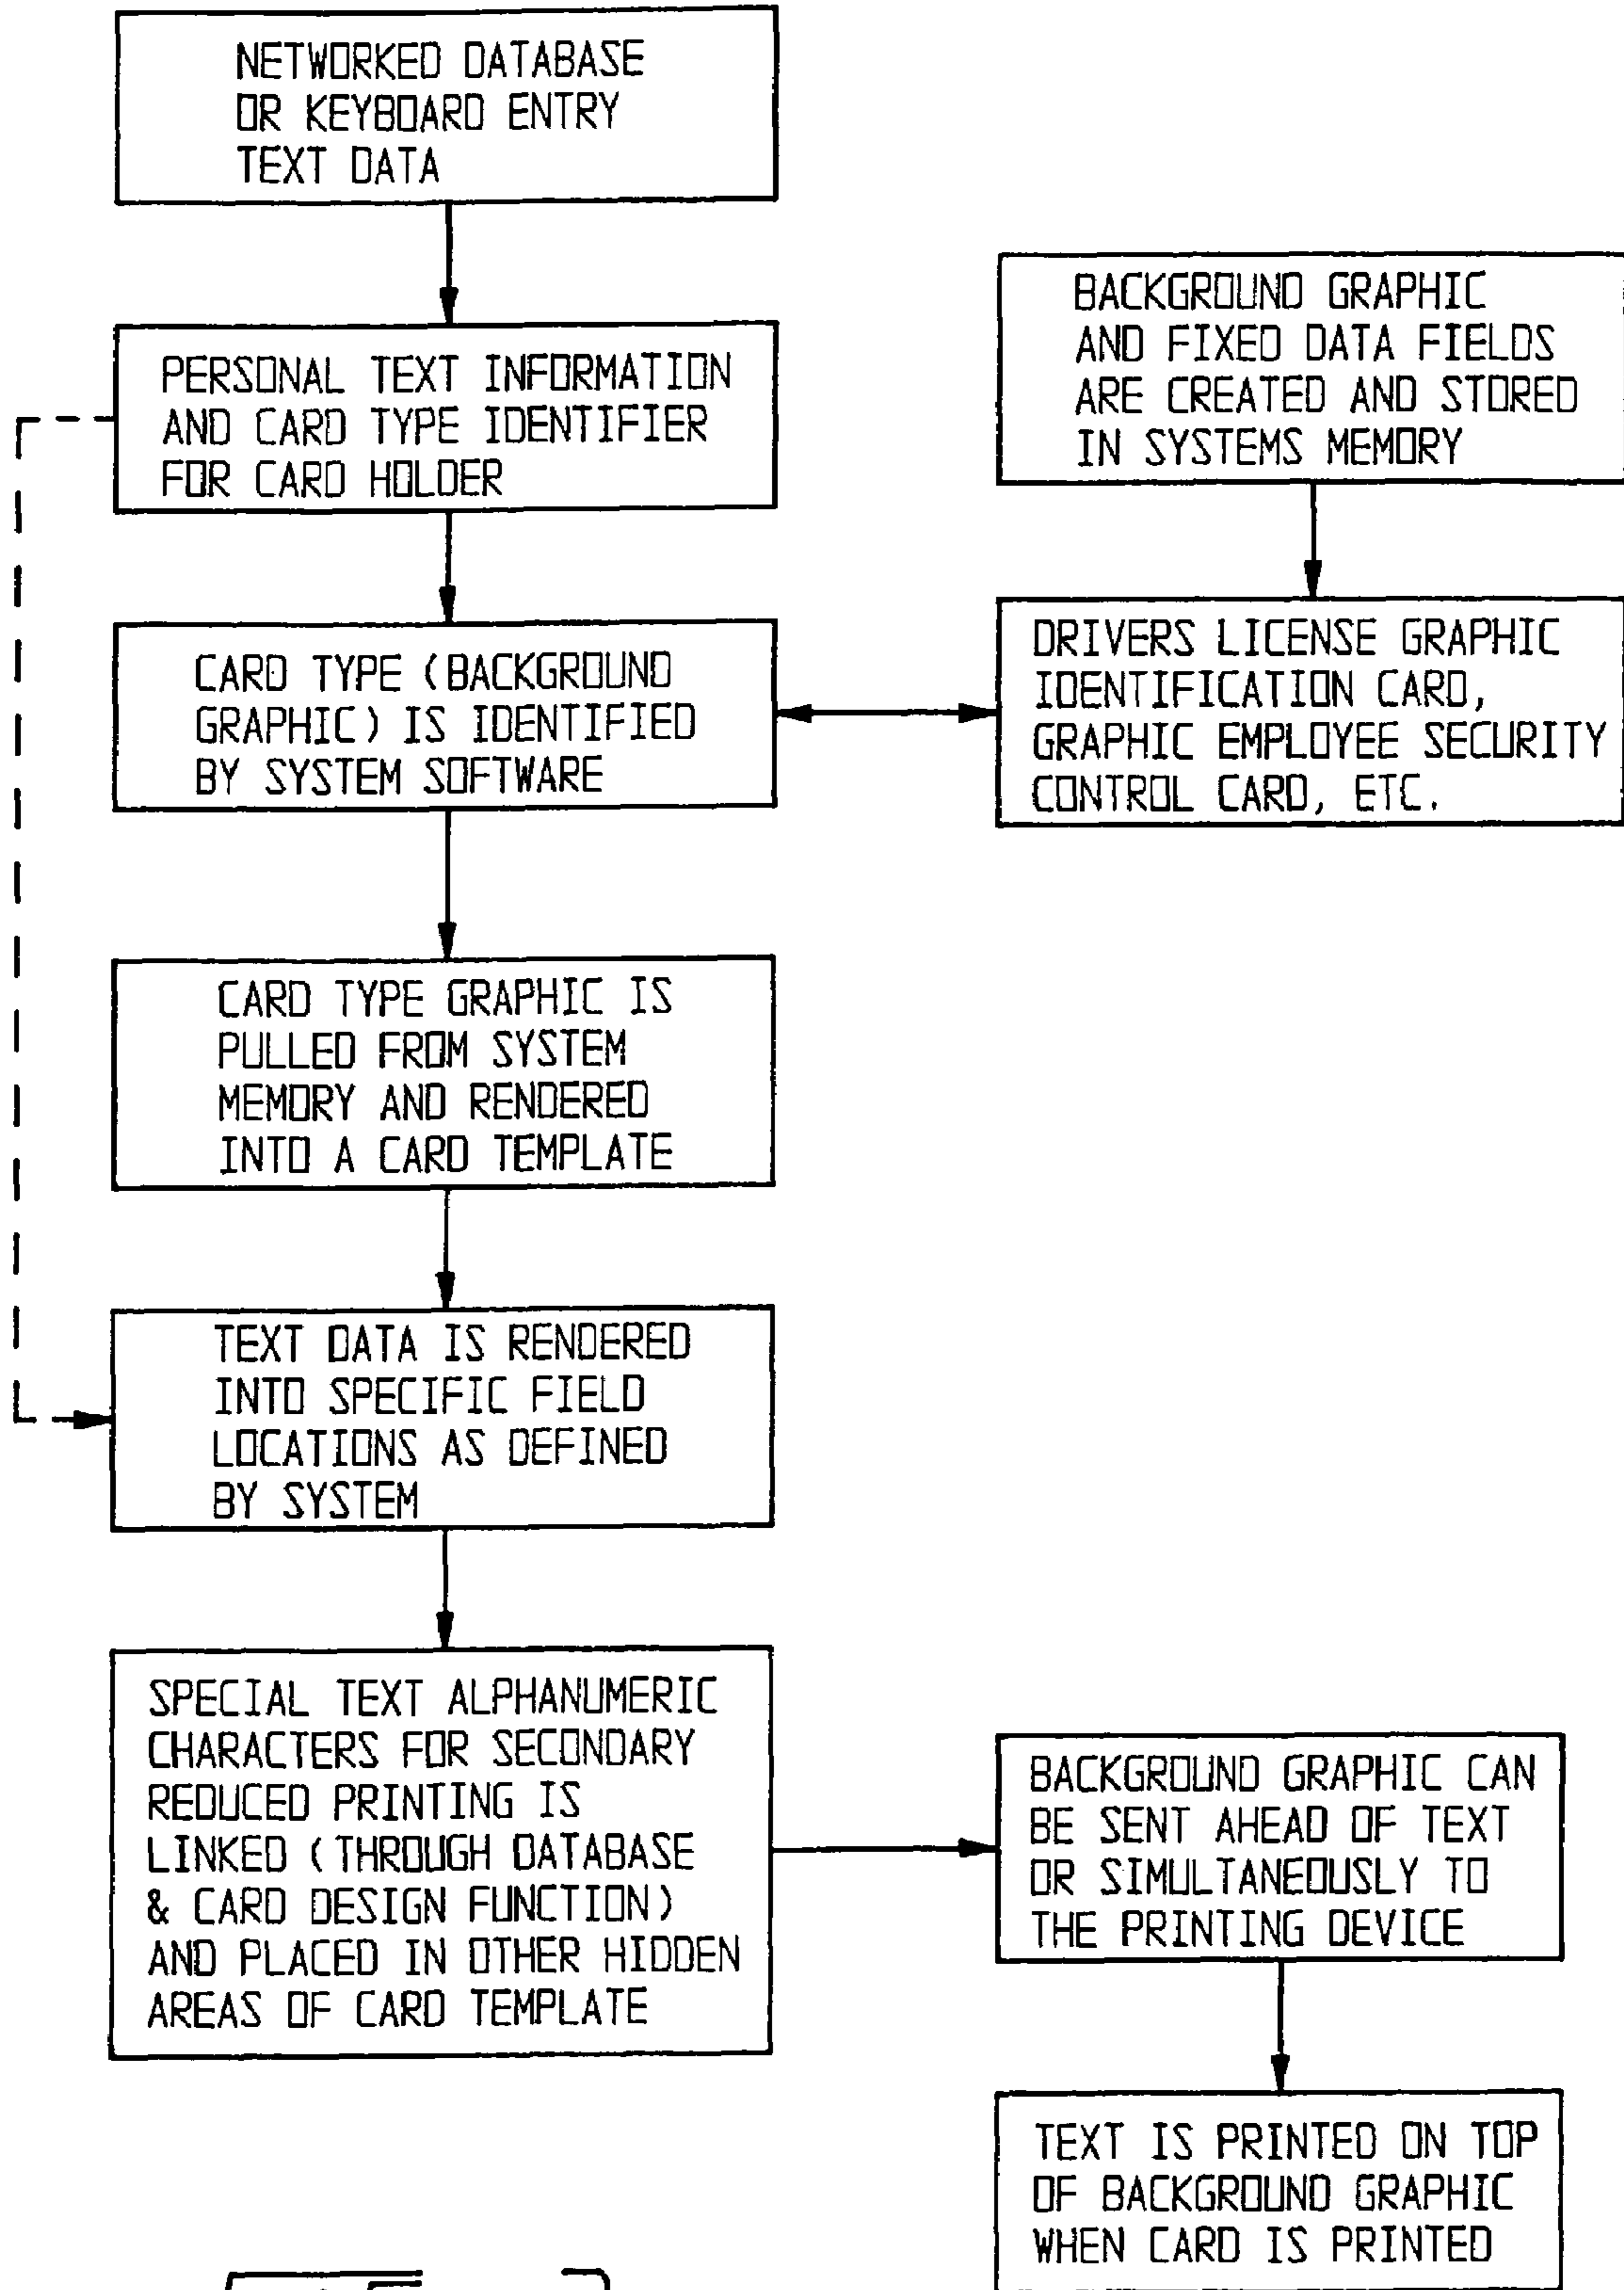 NETWORKED DATABASE
OR KEYBOARD ENTRY
TEXT DATA
PERSONAL TEXT INFORMATION
AND CARD TYPE IDENTIFIER
FOR CARD HOLDER
BACKGROUND GRAPHIC
AND FIXED DATA FIELDS
ARE CREATED AND STORED
IN SYSTEMS MEMORY
CARD TYPE (BACKGROUND
GRAPHIC) IS IDENTIFIED
BY SYSTEM SOFTWARE
DRIVERS LICENSE GRAPHIC
IDENTIFICATION CARD,
GRAPHIC EMPLOYEE SECURITY
CONTROL CARD, ETC.
CARD TYPE GRAPHIC IS
PULLED FROM SYSTEM
MEMORY AND RENDERED
INTO A CARD TEMPLATE
TEXT DATA IS RENDERED
INTO SPECIFIC FIELD
LOCATIONS AS DEFINED
BY SYSTEM
SPECIAL TEXT ALPHANUMERIC
CHARACTERS FOR SECONDARY
REDUCED PRINTING IS
LINKED (THROUGH DATABASE
& CARD DESIGN FUNCTION)
AND PLACED IN OTHER HIDDEN
AREAS OF CARD TEMPLATE
BACKGROUND GRAPHIC CAN
BE SENT AHEAD OF TEXT
OR SIMULTANEOUSLY TO
THE PRINTING DEVICE
TEXT IS PRINTED ON TOP
OF BACKGROUND GRAPHIC
WHEN CARD IS PRINTED